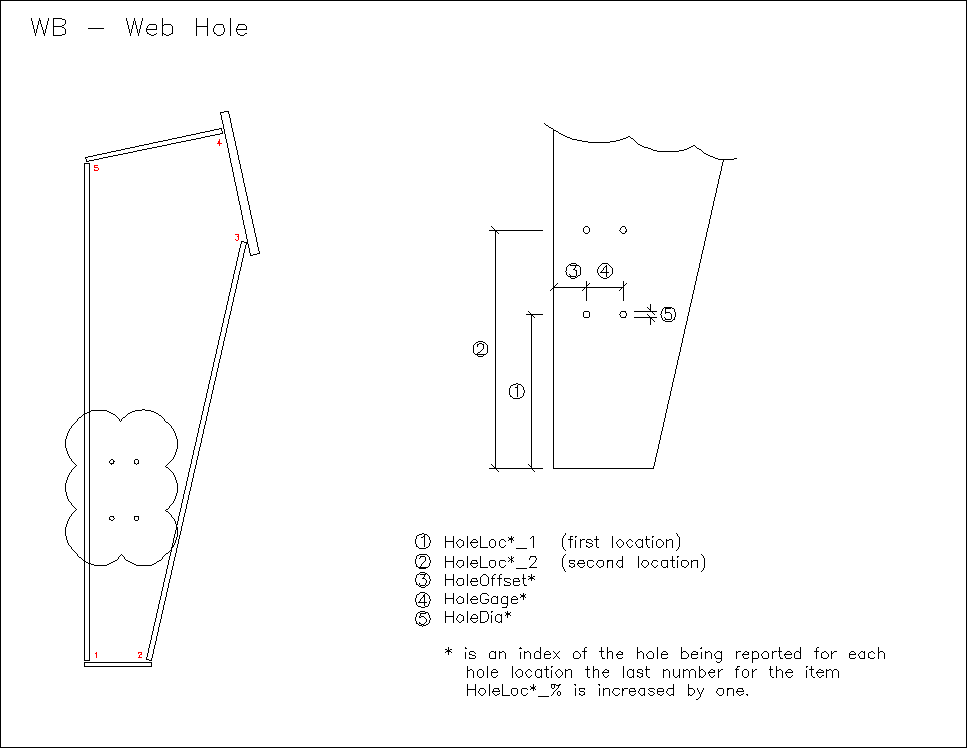 WB – Web Hole
4
5
3
1 2
③ ④
⑤
②
①
① HoleLoc*_1 (first location)
② HoleLoc*_2 (second location)
③ HoleOffset*
④ HoleGage*
⑤ HoleDia*
* is an index of the hole being reported for each
hole location the last number for the item
HoleLoc*_% is increased by one.